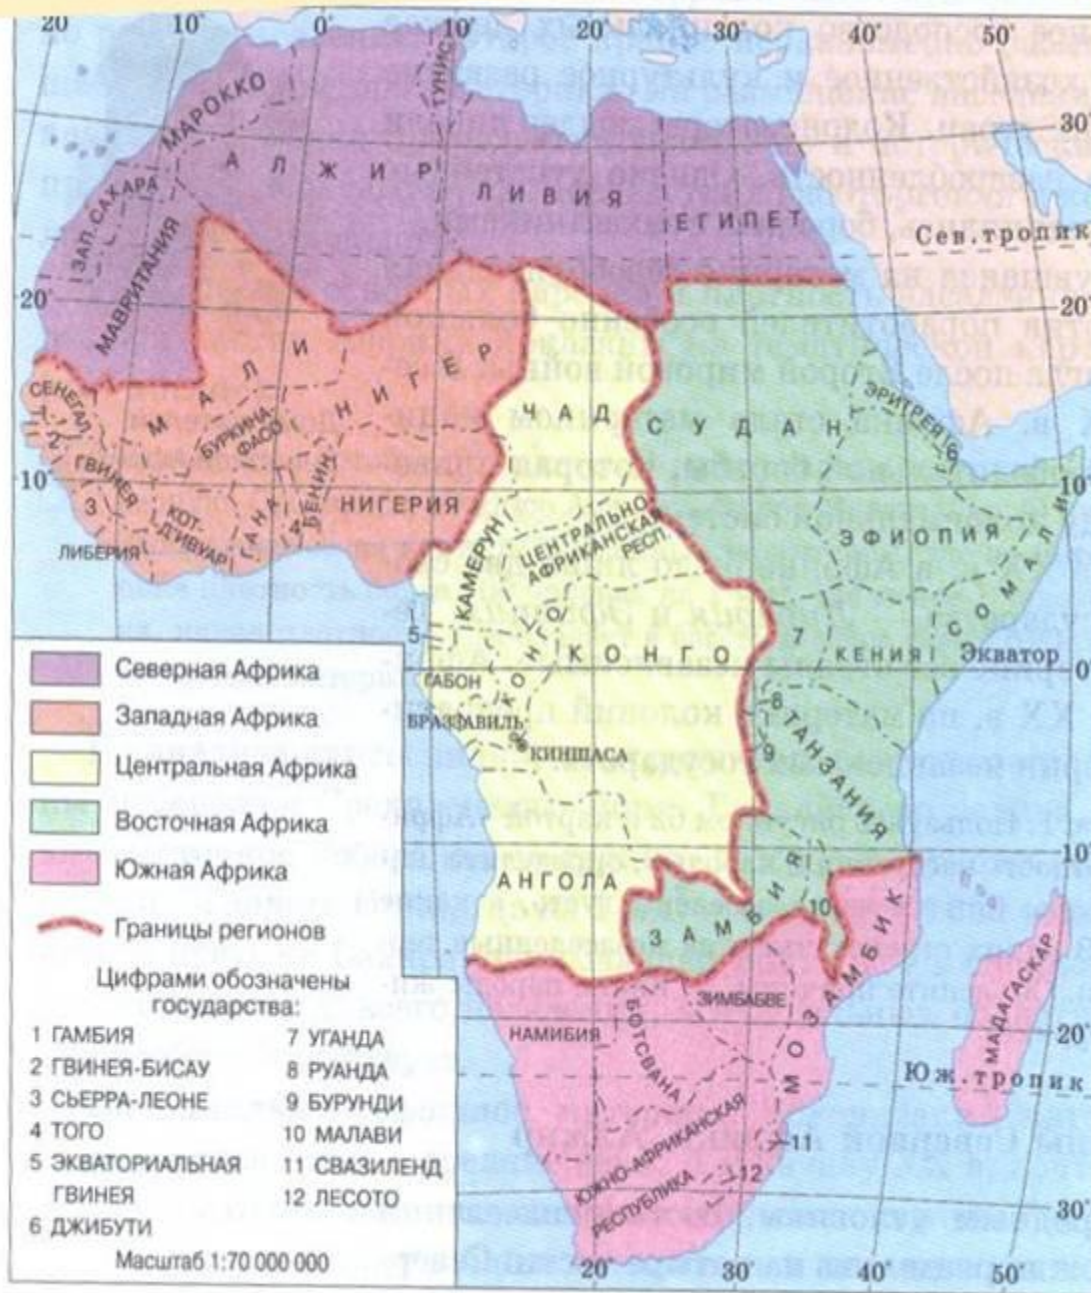 20°
10°
0°
10
20
30
40
50
МАРОККО
ТУНИС
30°
АЛЖИР
ЛИВИЯ
ЕГИПЕТ
ЗАП. САХАРА
МАВРИТАНИЯ
Сев. тропик
20°
20°
МАЛИ
НИГЕР
ЧАД
СУДАН
ЭРИТРЕЯ
6
СЕНЕГАЛ
1
2
БУРКИНА
ФАСО
ГВИНЕЯ
3
10
10°
КОТ-
Д'ИВУАР
ГАНА
4
БЕНИН
НИГЕРИЯ
ЛИБЕРИЯ
КАМЕРУН
ЦЕНТРАЛЬНО
АФРИКАНСКАЯ
РЕСП.
ЭФИОПИЯ
СОМАЛИ
5
КОНГО
КОНГО
7
КЕНИЯ
Экватор
0°
ГАБОН
БРАЗЗАВИЛЬ
КИНШАСА
8
9
ТАНЗАНИЯ
10°
АНГОЛА
ЗАМБИЯ
10
МОЗАМБИК
НАМИБИЯ
БОТСВАНА
ЗИМБАБВЕ
МАДАГАСКАР
20°
Юж. тропик
ЮЖНО-АФРИКАНСКАЯ
РЕСПУБЛИКА
11
12
30°
20
30°
40°
50°
Северная Африка
Западная Африка
Центральная Африка
Восточная Африка
Южная Африка
Границы регионов
Цифрами обозначены
государства:
1 ГАМБИЯ
2 ГВИНЕЯ-БИСАУ
3 СЬЕРРА-ЛЕОНЕ
4 ТОГО
5 ЭКВАТОРИАЛЬНАЯ
ГВИНЕЯ
6 ДЖИБУТИ
7 УГАНДА
8 РУАНДА
9 БУРУНДИ
10 МАЛАВИ
11 СВАЗИЛЕНД
12 ЛЕСОТО
Масштаб 1:70 000 000